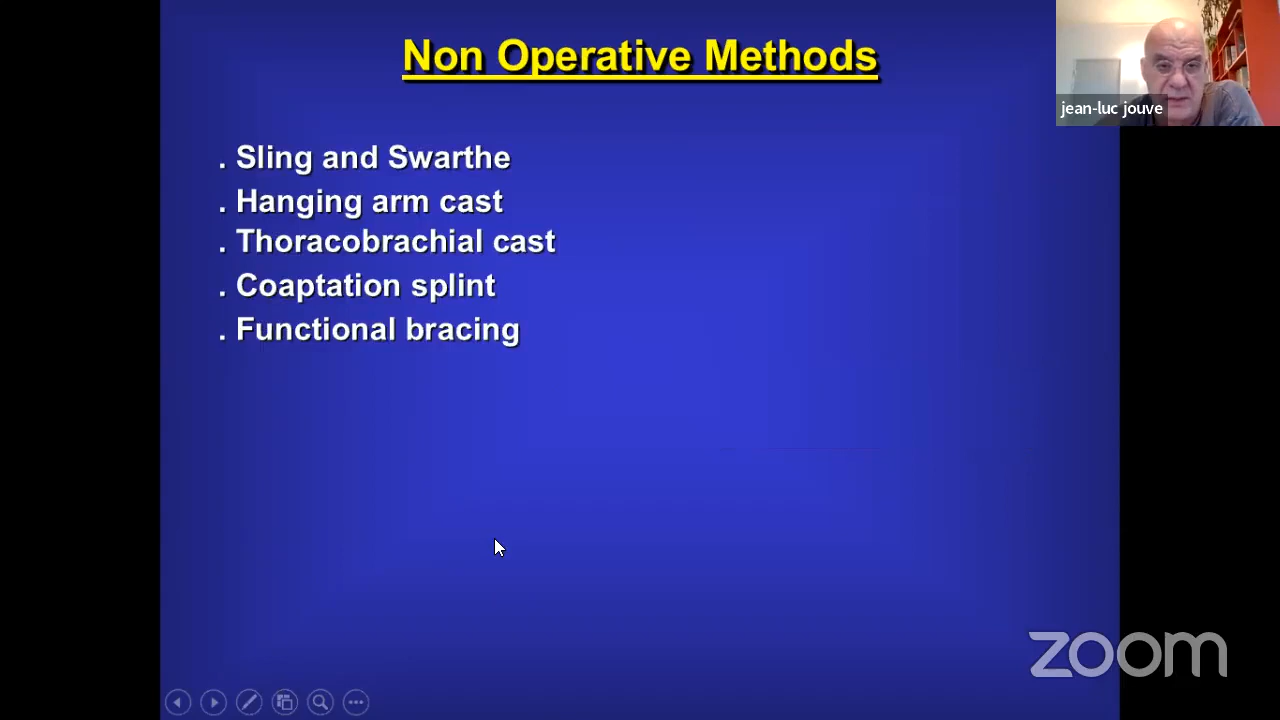 Non Operative Methods
jean-luc jouve
. Sling and Swarthe
. Hanging arm cast
. Thoracobrachial cast
. Coaptation splint
. Functional bracing
zoom